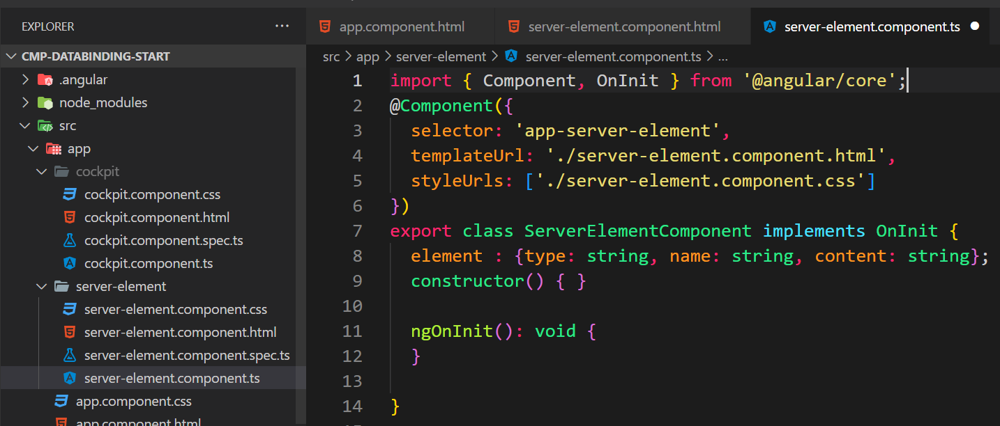 EXPLORER ...
CMP-DATABINDING-START
.angular
node_modules
src
app
cockpit
cockpit.component.css
cockpit.component.html
cockpit.component.spec.ts
cockpit.component.ts
server-element
server-element.component.css
server-element.component.html
server-element.component.spec.ts
server-element.component.ts
app.component.css
app.component.html
app.component.html server-element.component.html server-element.component.ts
src > app > server-element > server-element.component.ts > ...
1 import { Component, OnInit } from '@angular/core';
2 @Component({
3 selector: 'app-server-element',
4 templateUrl: './server-element.component.html',
5 styleUrls: ['./server-element.component.css']
6 })
7 export class ServerElementComponent implements OnInit {
8 element : {type: string, name: string, content: string};
9 constructor() { }
10
11 ngOnInit(): void {
12 }
13
14 }